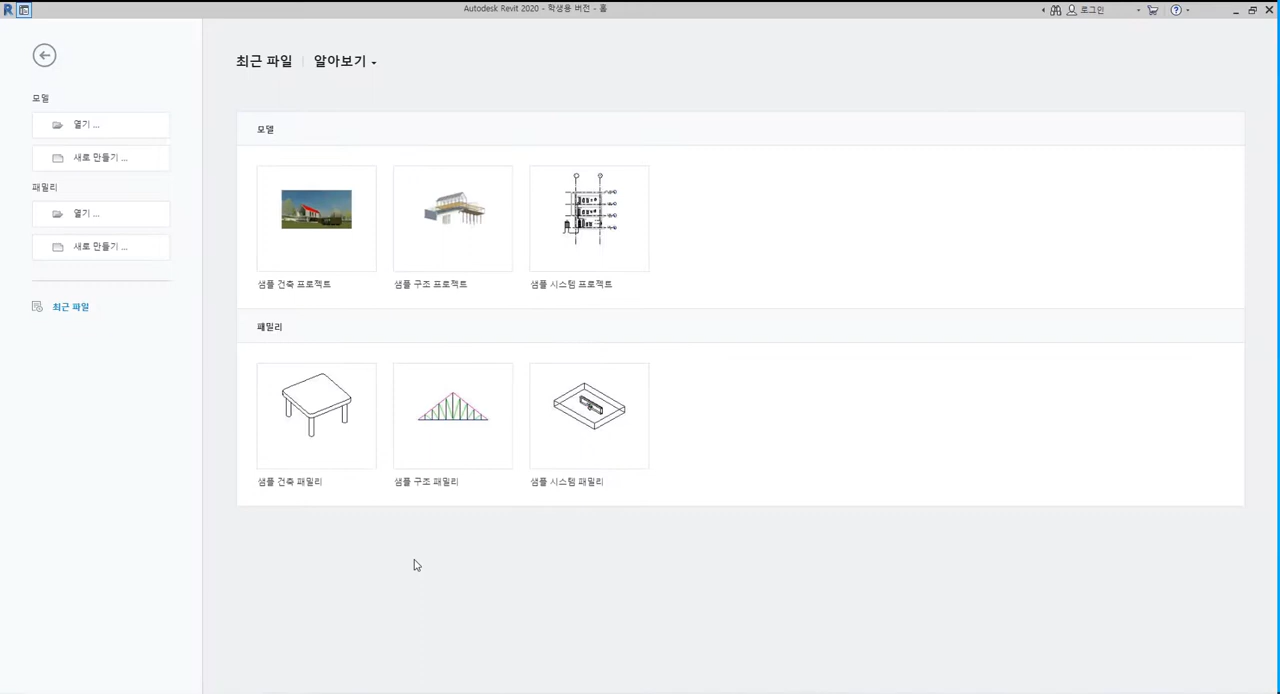 Autodesk Revit 2020 - 학생용 버전 - 홈
로그인
최근 파일
알아보기
모델
열기 ...
새로 만들기 ...
패밀리
열기 ...
새로 만들기 ...
최근 파일
모델
샘플 건축 프로젝트
샘플 구조 프로젝트
샘플 시스템 프로젝트
패밀리
샘플 건축 패밀리
샘플 구조 패밀리
샘플 시스템 패밀리